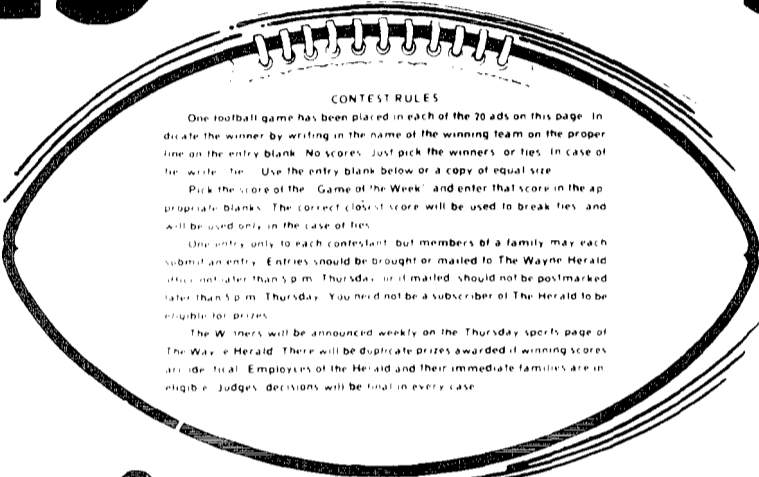 CONTEST RULES
One football game has been placed in each of the 20 ads on this page In
dicate the winner by writing in the name of the winning team on the proper
line on the entry blank No scores Just pick the winners or ties In case of
tie write tie Use the entry blank below or a copy of equal size
Pick the score of the Game of the Week and enter that score in the ap
propriate blanks The correct closest score will be used to break ties and
will be used only in the case of ties
One entry only to each contestant but members of a family may each
submit an entry Entries should be brought or mailed to The Wayne Herald
office not later than 5 p m Thursday or if mailed should not be postmarked
later than 5 p m Thursday You need not be a subscriber of The Herald to be
eligible for prizes
The W nners will be announced weekly on the Thursday sports page of
The Way e Herald There will be duplicate prizes awarded if winning scores
are ide tical Employees of the Herald and their immediate families are in
eligib e Judges decisions will be final in every case